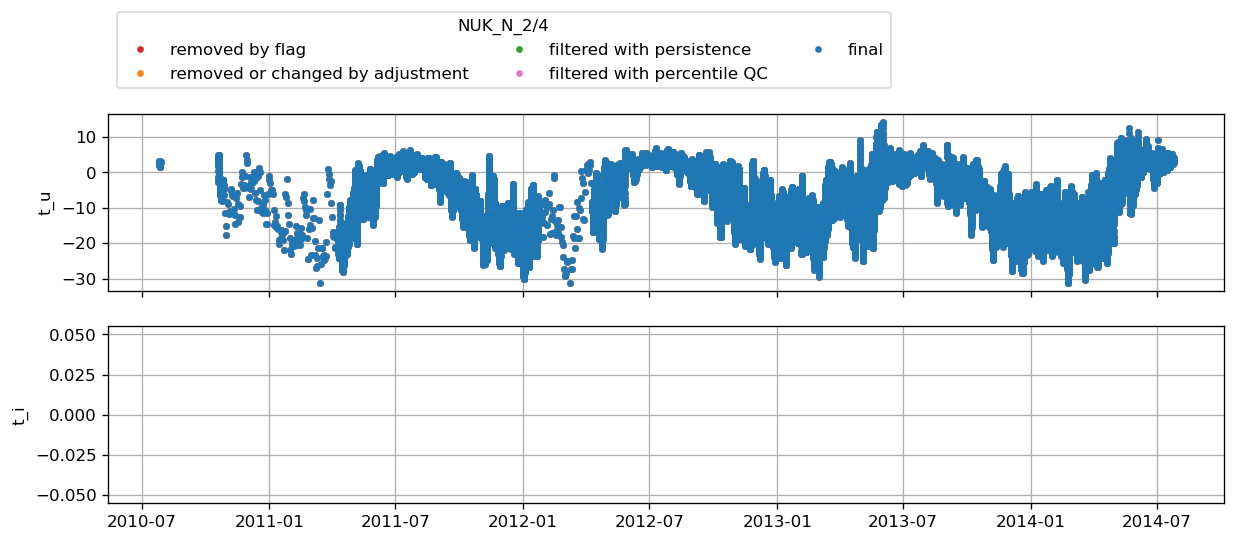 NUK_N_2/4
removed by flag
filtered with persistence
final
removed or changed by adjustment
filtered with percentile QC
10
0
−10
−20
−30
t_u
0.050
0.025
0.000
−0.025
−0.050
t_i
2010-07
2011-01
2011-07
2012-01
2012-07
2013-01
2013-07
2014-01
2014-07